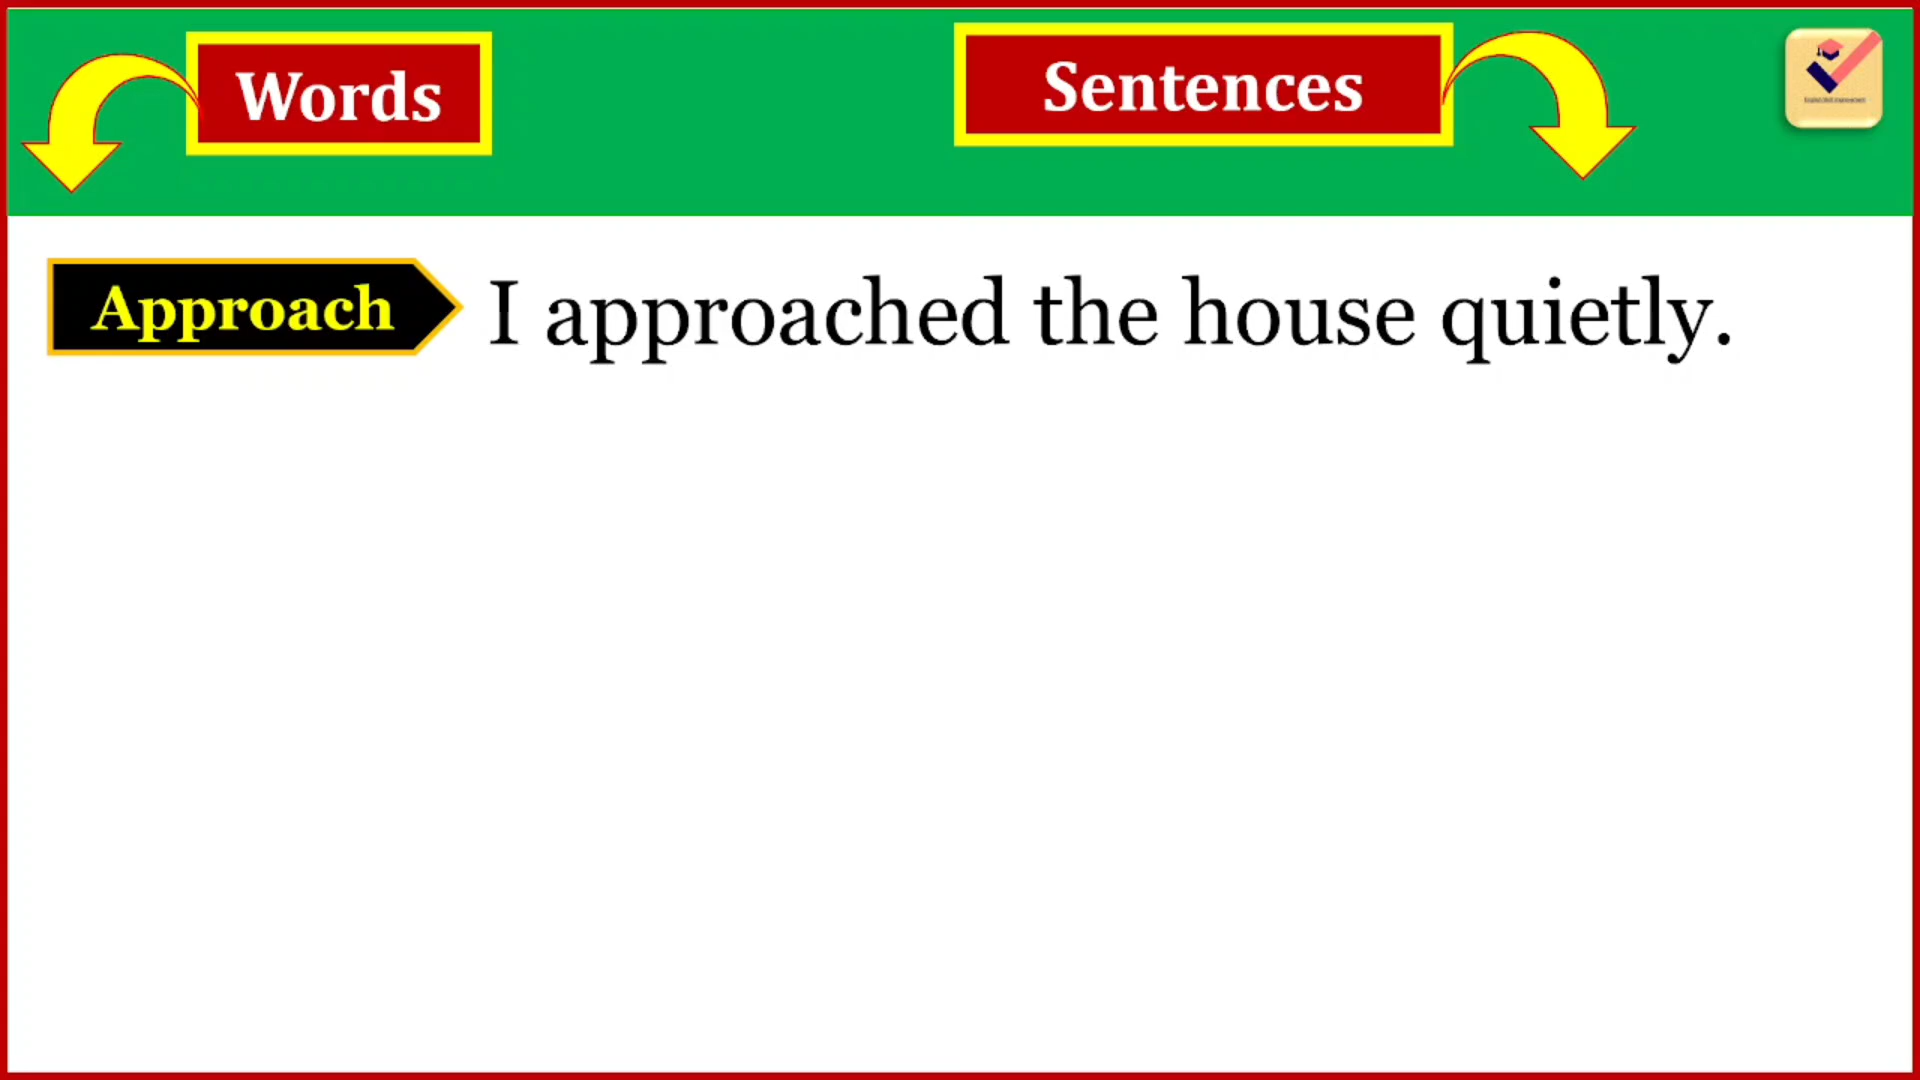 Words
Sentences
Approach
I approached the house quietly.